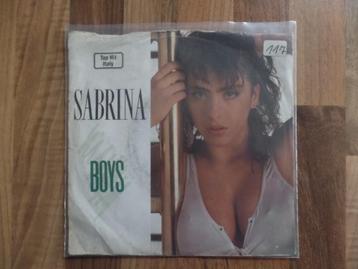 Top Hit
Italy
117
SABRINA
BOYS